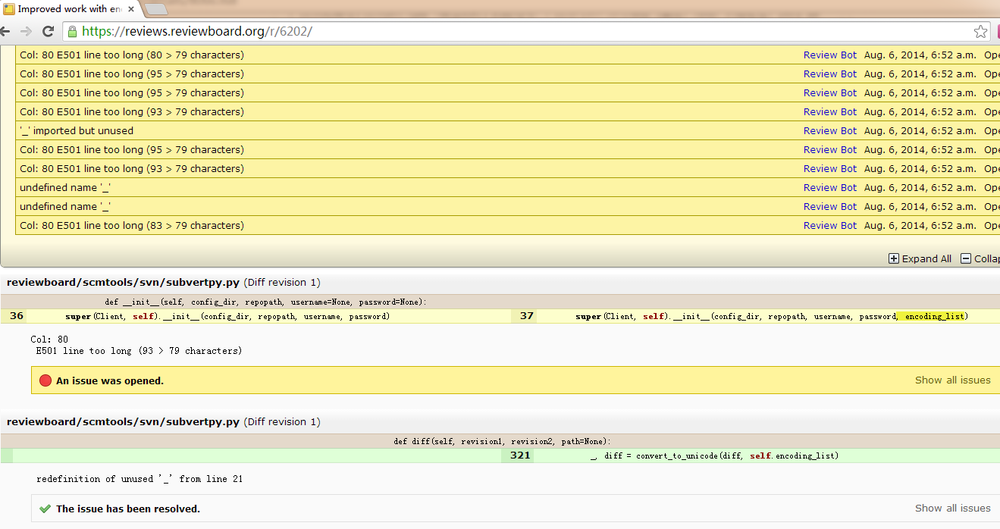 Improved work with en
https://reviews.reviewboard.org/r/6202/
Col: 80 E501 line too long (80 > 79 characters) Review Bot Aug. 6, 2014, 6:52 a.m. Ope
Col: 80 E501 line too long (95 > 79 characters) Review Bot Aug. 6, 2014, 6:52 a.m. Ope
Col: 80 E501 line too long (95 > 79 characters) Review Bot Aug. 6, 2014, 6:52 a.m. Ope
Col: 80 E501 line too long (93 > 79 characters) Review Bot Aug. 6, 2014, 6:52 a.m. Ope
'_' imported but unused Review Bot Aug. 6, 2014, 6:52 a.m. Ope
Col: 80 E501 line too long (95 > 79 characters) Review Bot Aug. 6, 2014, 6:52 a.m. Ope
Col: 80 E501 line too long (93 > 79 characters) Review Bot Aug. 6, 2014, 6:52 a.m. Ope
undefined name '_' Review Bot Aug. 6, 2014, 6:52 a.m. Ope
undefined name '_' Review Bot Aug. 6, 2014, 6:52 a.m. Ope
Col: 80 E501 line too long (83 > 79 characters) Review Bot Aug. 6, 2014, 6:52 a.m. Ope
Expand All Collap
reviewboard/scmtools/svn/subvertpy.py (Diff revision 1)
def __init__(self, config_dir, repopath, username=None, password=None):
36 super(Client, self).__init__(config_dir, repopath, username, password) 37 super(Client, self).__init__(config_dir, repopath, username, password, encoding_list)
Col: 80
E501 line too long (93 > 79 characters)
An issue was opened. Show all issues
reviewboard/scmtools/svn/subvertpy.py (Diff revision 1)
def diff(self, revision1, revision2, path=None):
321 _, diff = convert_to_unicode(diff, self.encoding_list)
redefinition of unused '_' from line 21
The issue has been resolved. Show all issues